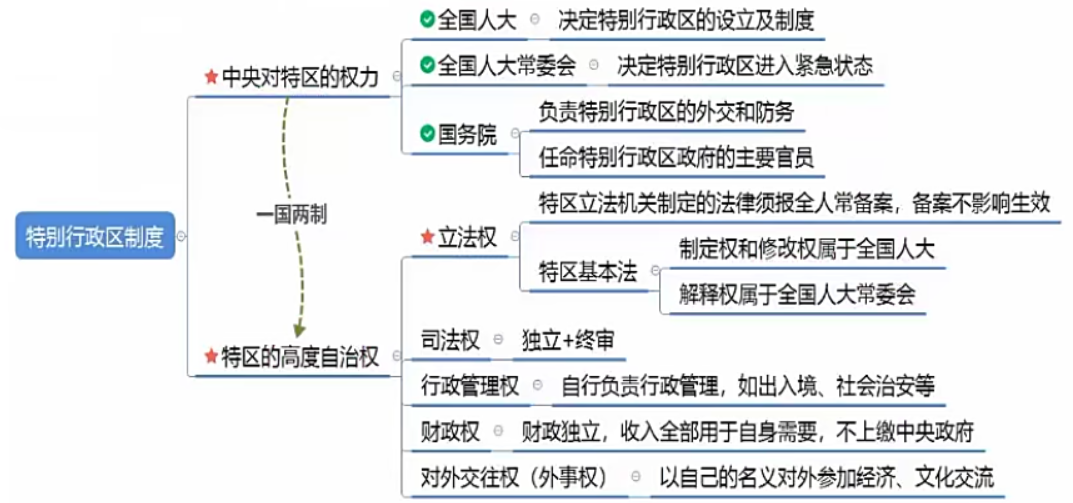 特别行政区制度
中央对特区的权力
全国人大
决定特别行政区的设立及制度
全国人大常委会
决定特别行政区进入紧急状态
国务院
负责特别行政区的外交和防务
任命特别行政区政府的主要官员
一国两制
特区的高度自治权
立法权
特区立法机关制定的法律须报全人常备案，备案不影响生效
特区基本法
制定权和修改权属于全国人大
解释权属于全国人大常委会
司法权
独立+终审
行政管理权
自行负责行政管理，如出入境、社会治安等
财政权
财政独立，收入全部用于自身需要，不上缴中央政府
对外交往权（外事权）
以自己的名义对外参加经济、文化交流